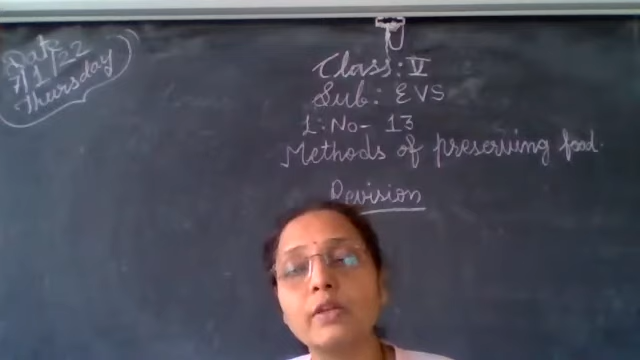 Date
7/1/22
Thursday
Class: V
Sub: EVS
L: No- 13
Methods of preserving food.
Revision